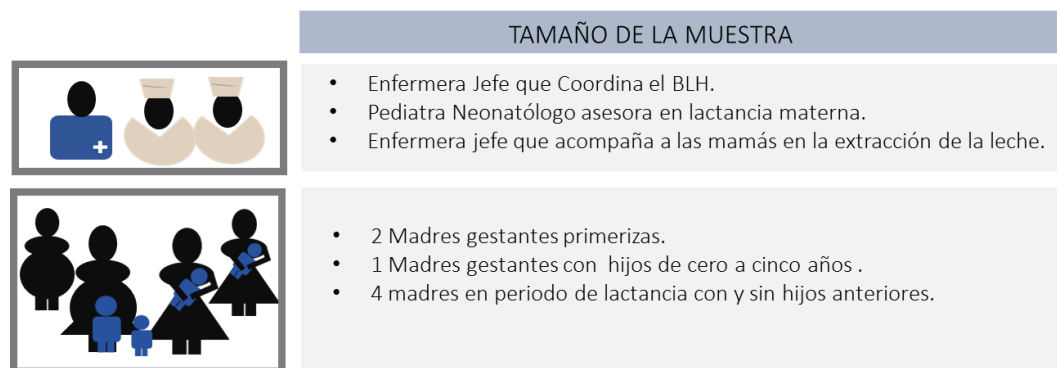 TAMAÑO DE LA MUESTRA
• Enfermera Jefe que Coordina el BLH.
• Pediatra Neonatólogo asesora en lactancia materna.
• Enfermera jefe que acompaña a las mamás en la extracción de la leche.
• 2 Madres gestantes primerizas.
• 1 Madres gestantes con hijos de cero a cinco años .
• 4 madres en periodo de lactancia con y sin hijos anteriores.